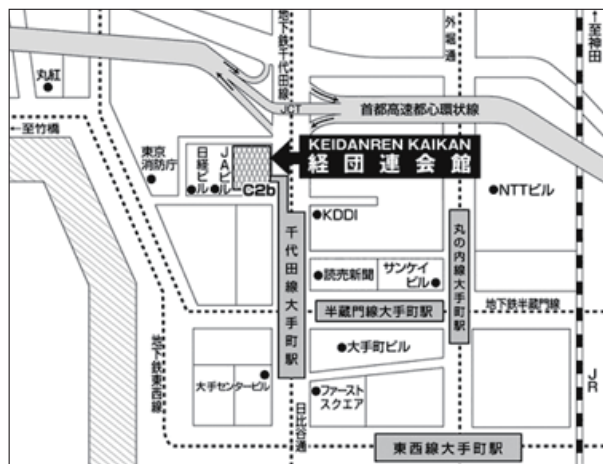 地下鉄千代田線
外堀通
→至神田
丸紅
JCT
首都高速都心環状線
←至竹橋
東京
消防庁
日経ビル
JAビル
C2b
KEIDANREN KAIKAN
経団連会館
NTTビル
KDDI
千代田線大手町駅
丸の内線大手町駅
読売新聞
サンケイ
ビル
半蔵門線大手町駅
地下鉄半蔵門線
地下鉄東西線
大手町ビル
大手センタービル
ファースト
スクエア
JR
日比谷通
東西線大手町駅